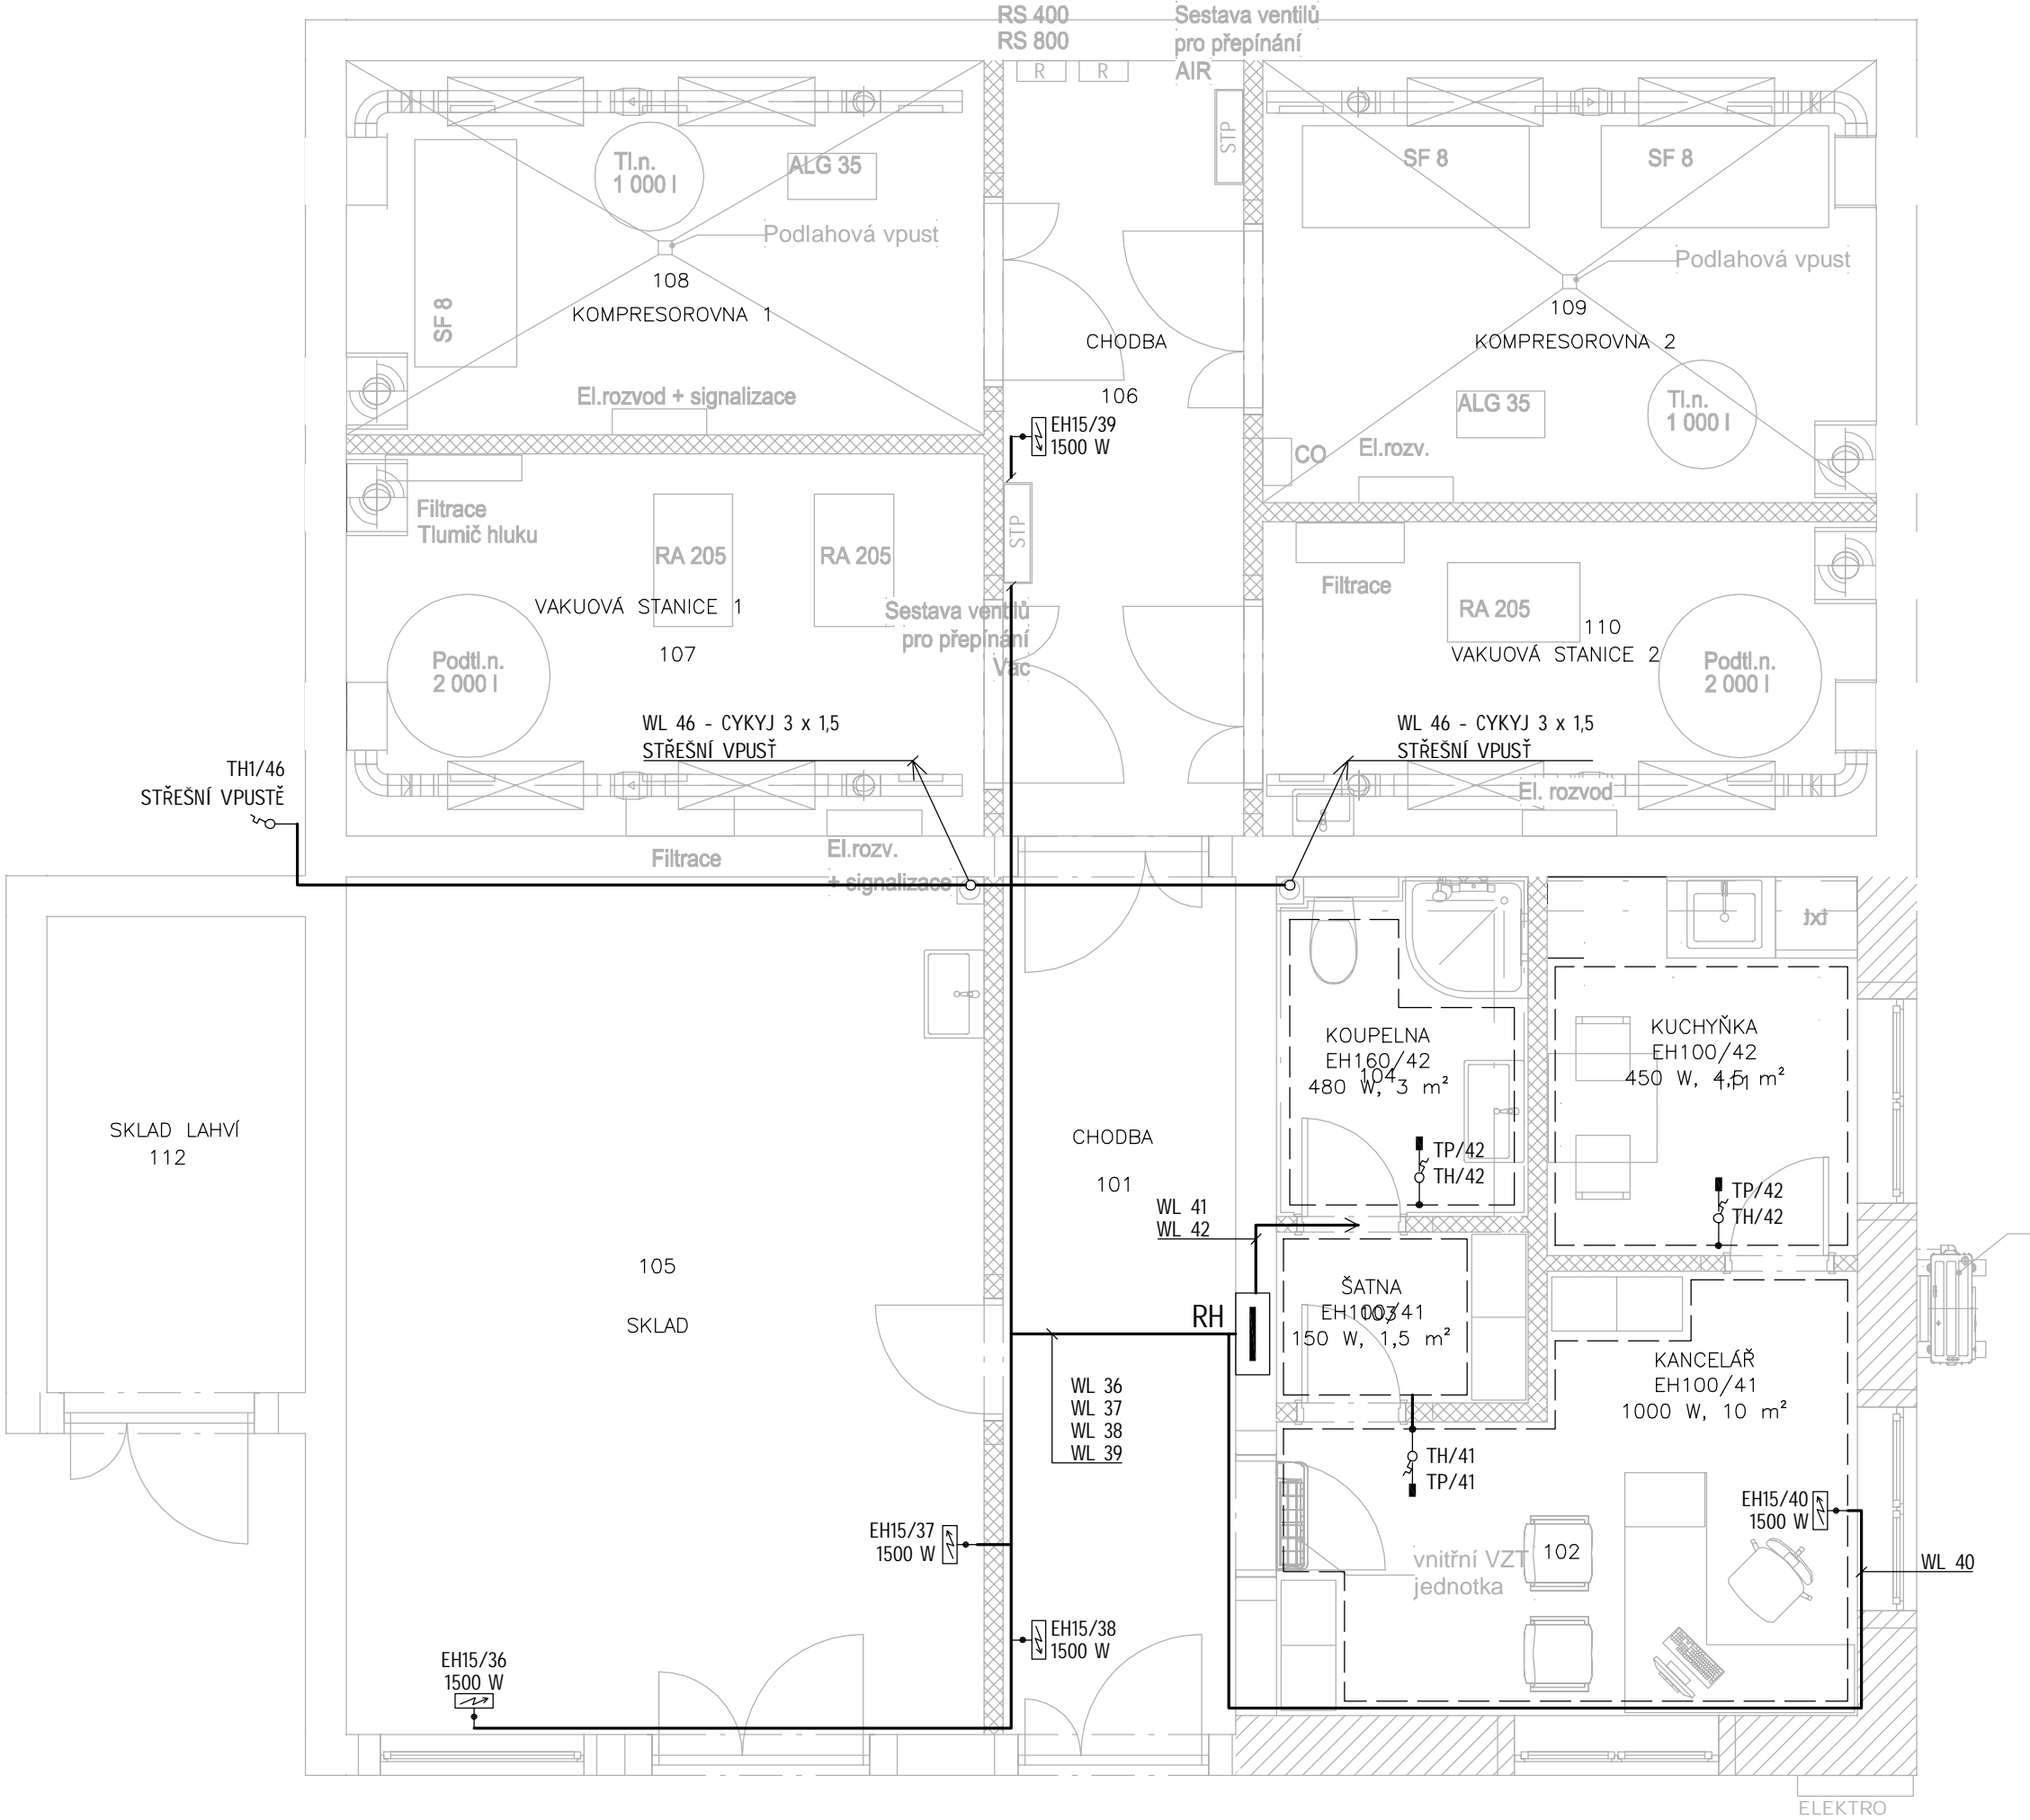 RS 400
RS 800
Sestava ventilů
pro přepínání
AIR
R
R
STP
Tl.n.
1 000 l
ALG 35
SF 8
SF 8
Podlahová vpust
Podlahová vpust
108
KOMPRESOROVNA 1
SF 8
109
KOMPRESOROVNA 2
CHODBA
106
El.rozvod + signalizace
ALG 35
Tl.n.
1 000 l
EH15/39
1500 W
CO
El.rozv.
Filtrace
Tlumič hluku
STP
RA 205
RA 205
Filtrace
RA 205
VAKUOVÁ STANICE 1
107
Sestava ventilů
pro přepínání
Vac
110
VAKUOVÁ STANICE 2
Podtl.n.
2 000 l
Podtl.n.
2 000 l
WL 46 - CYKYJ 3 x 1,5
STŘEŠNÍ VPUSŤ
WL 46 - CYKYJ 3 x 1,5
STŘEŠNÍ VPUSŤ
TH1/46
STŘEŠNÍ VPUSTĚ
El. rozvod
Filtrace
El.rozv.
+ signalizace
KOUPELNA
EH160/42
104
480 W, 3 m²
KUCHYŇKA
EH100/42
450 W, 4,5 m²
111
SKLAD LAHVÍ
112
CHODBA
101
TP/42
TH/42
TP/42
TH/42
WL 41
WL 42
105
SKLAD
RH
ŠATNA
EH100/41
103
150 W, 1,5 m²
KANCELÁŘ
EH100/41
1000 W, 10 m²
WL 36
WL 37
WL 38
WL 39
TH/41
TP/41
EH15/40
1500 W
EH15/37
1500 W
vnitřní VZT
jednotka
102
WL 40
EH15/38
1500 W
EH15/36
1500 W
ELEKTRO